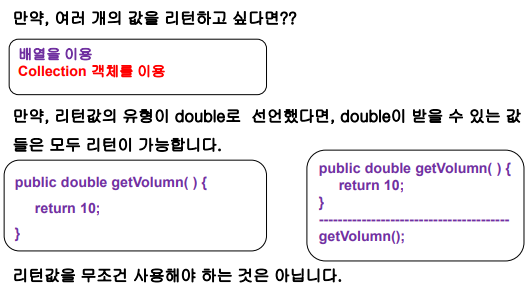 만약, 여러 개의 값을 리턴하고 싶다면??
배열을 이용
Collection 객체를 이용
만약, 리턴값의 유형이 double로 선언했다면, double이 받을 수 있는 값
들은 모두 리턴이 가능합니다.
public double getVolumn( ) {
return 10;
}
public double getVolumn( ) {
return 10;
}
---------------------------------------
getVolumn();
리턴값을 무조건 사용해야 하는 것은 아닙니다.